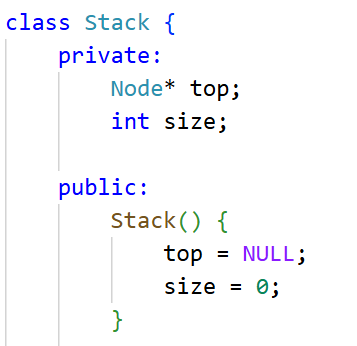 class Stack {
    private:
        Node* top;
        int size;

    public:
        Stack() {
            top = NULL;
            size = 0;
        }